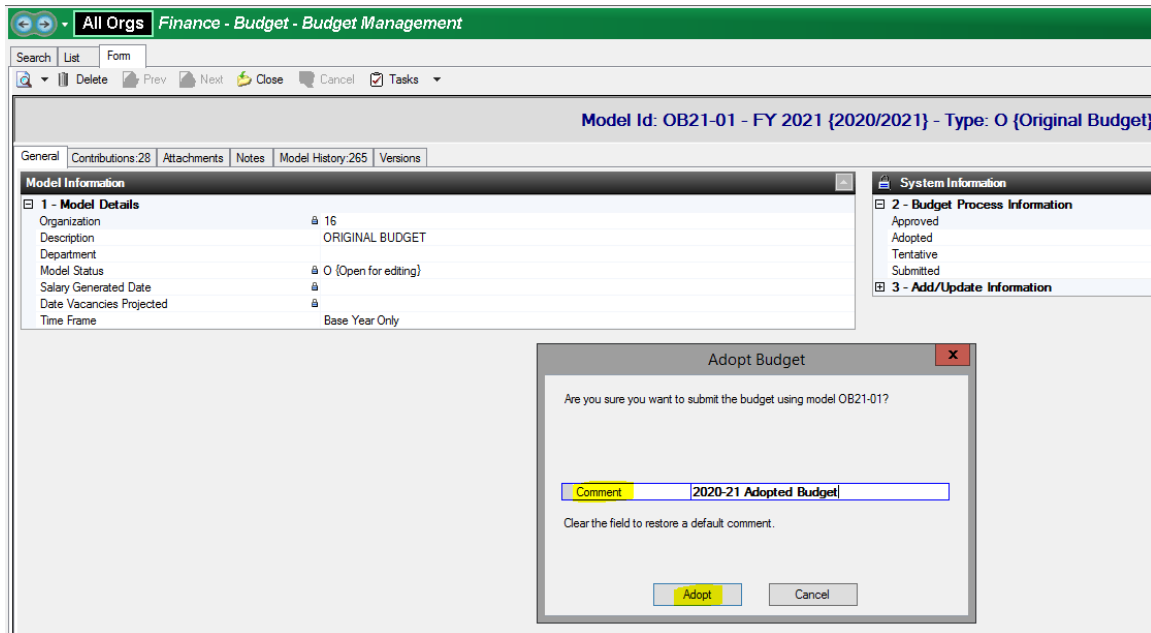 All Orgs Finance - Budget - Budget Management
Search List Form
Delete Prev Next Close Cancel Tasks
Model Id: OB21-01 - FY 2021 {2020/2021} - Type: O {Original Budget}
General Contributions:28 Attachments Notes Model History:265 Versions
Model Information
System Information
1 - Model Details
2 - Budget Process Information
Organization 16
Approved
Description ORIGINAL BUDGET
Adopted
Department
Tentative
Model Status O {Open for editing}
Submitted
Salary Generated Date
3 - Add/Update Information
Date Vacancies Projected
Time Frame Base Year Only
Adopt Budget
x
Are you sure you want to submit the budget using model OB21-01?
Comment 2020-21 Adopted Budget
Clear the field to restore a default comment.
Adopt Cancel